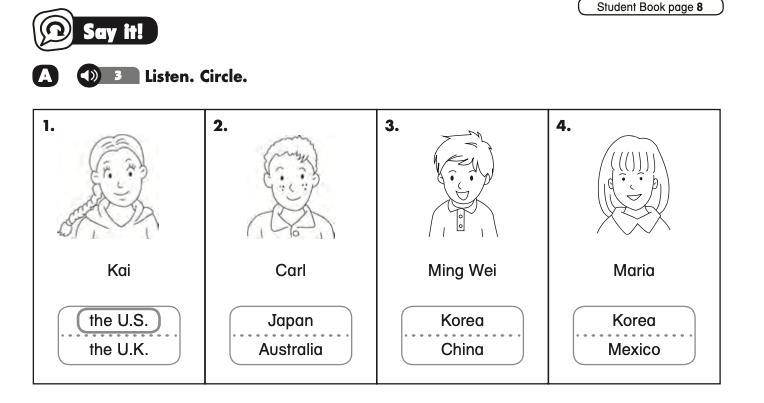 Student Book page 8
Say it!
A 3 Listen. Circle.
1. 2. 3. 4.
Kai Carl Ming Wei Maria
the U.S. Japan Korea Korea
the U.K. Australia China Mexico